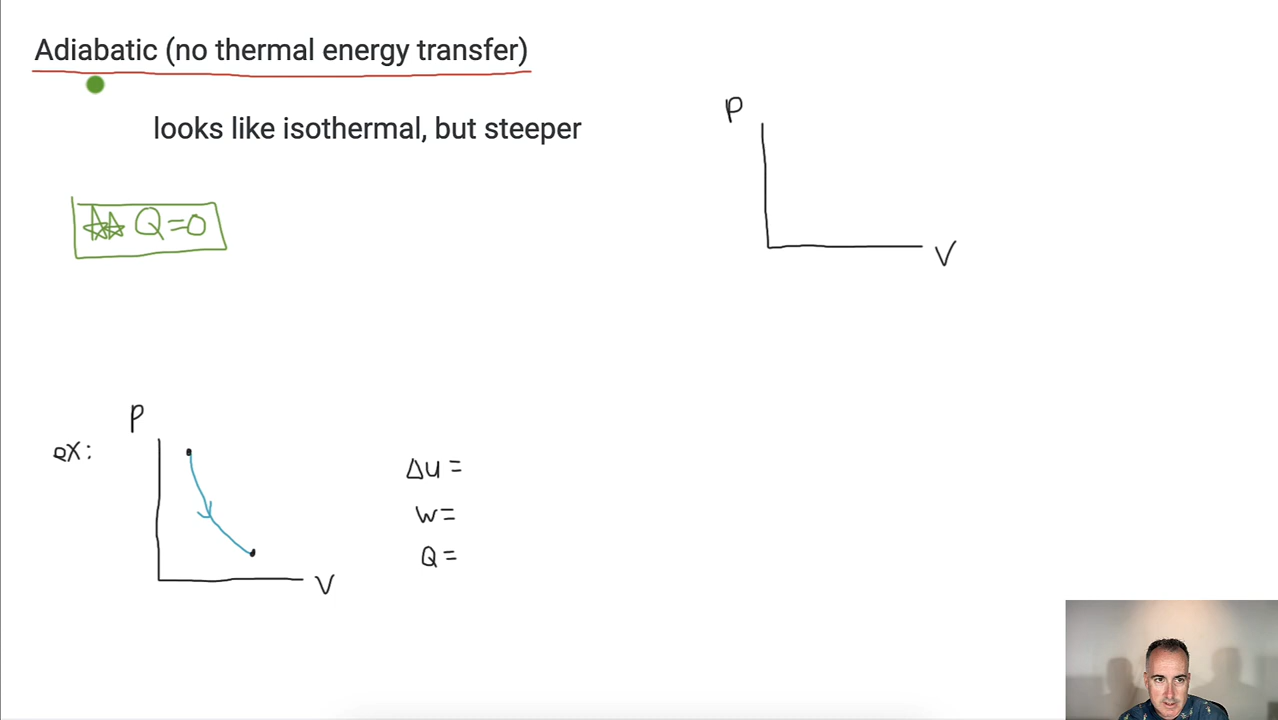 Adiabatic (no thermal energy transfer)
looks like isothermal, but steeper
P
V
☆☆ Q=0
P
ex:
V
Δu =
w=
Q=